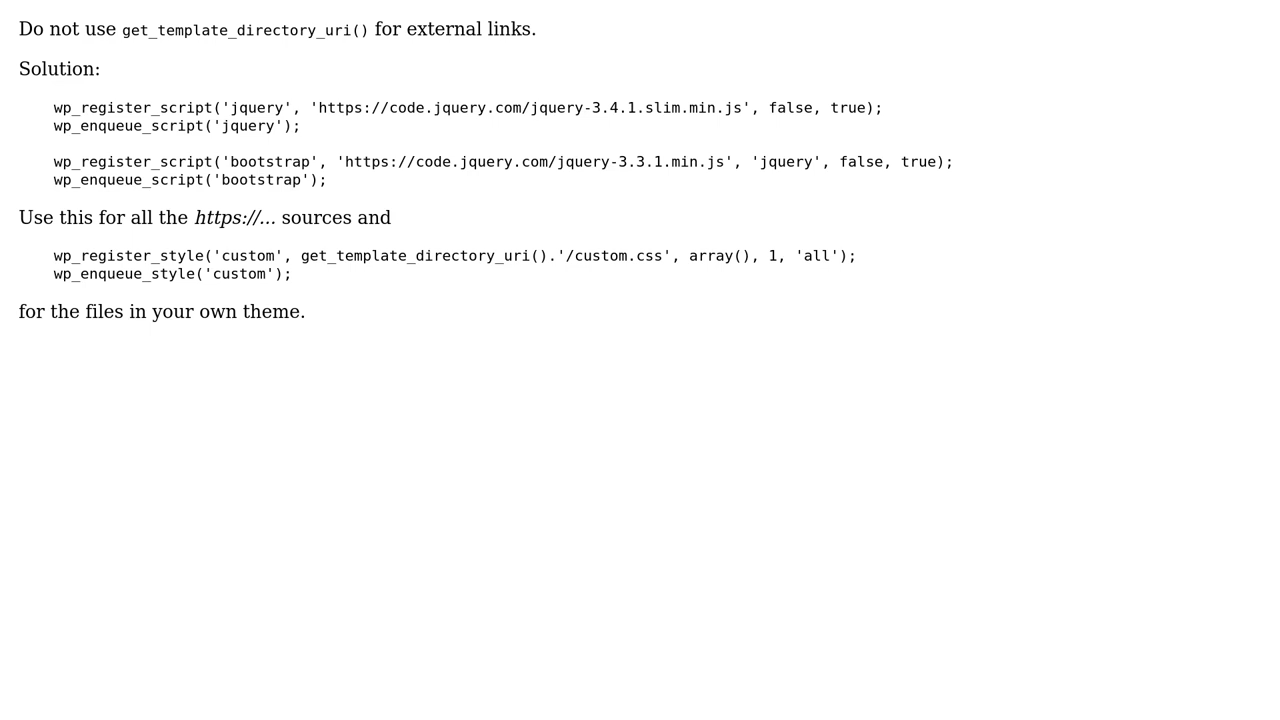 Do not use get_template_directory_uri() for external links.
Solution:
wp_register_script('jquery', 'https://code.jquery.com/jquery-3.4.1.slim.min.js', false, true);
wp_enqueue_script('jquery');
wp_register_script('bootstrap', 'https://code.jquery.com/jquery-3.3.1.min.js', 'jquery', false, true);
wp_enqueue_script('bootstrap');
Use this for all the https://... sources and
wp_register_style('custom', get_template_directory_uri().'/custom.css', array(), 1, 'all');
wp_enqueue_style('custom');
for the files in your own theme.